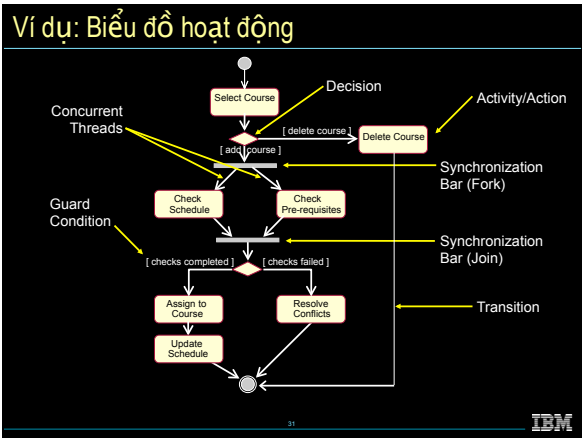 Ví dụ: Biểu đồ hoạt động
Decision
Select Course
Activity/Action
Concurrent
Threads
[ delete course ]
Delete Course
[ add course ]
Synchronization
Bar (Fork)
Check
Schedule
Check
Pre-requisites
Guard
Condition
Synchronization
Bar (Join)
[ checks completed ]
[ checks failed ]
Assign to
Course
Resolve
Conflicts
Transition
Update
Schedule
31
IBM